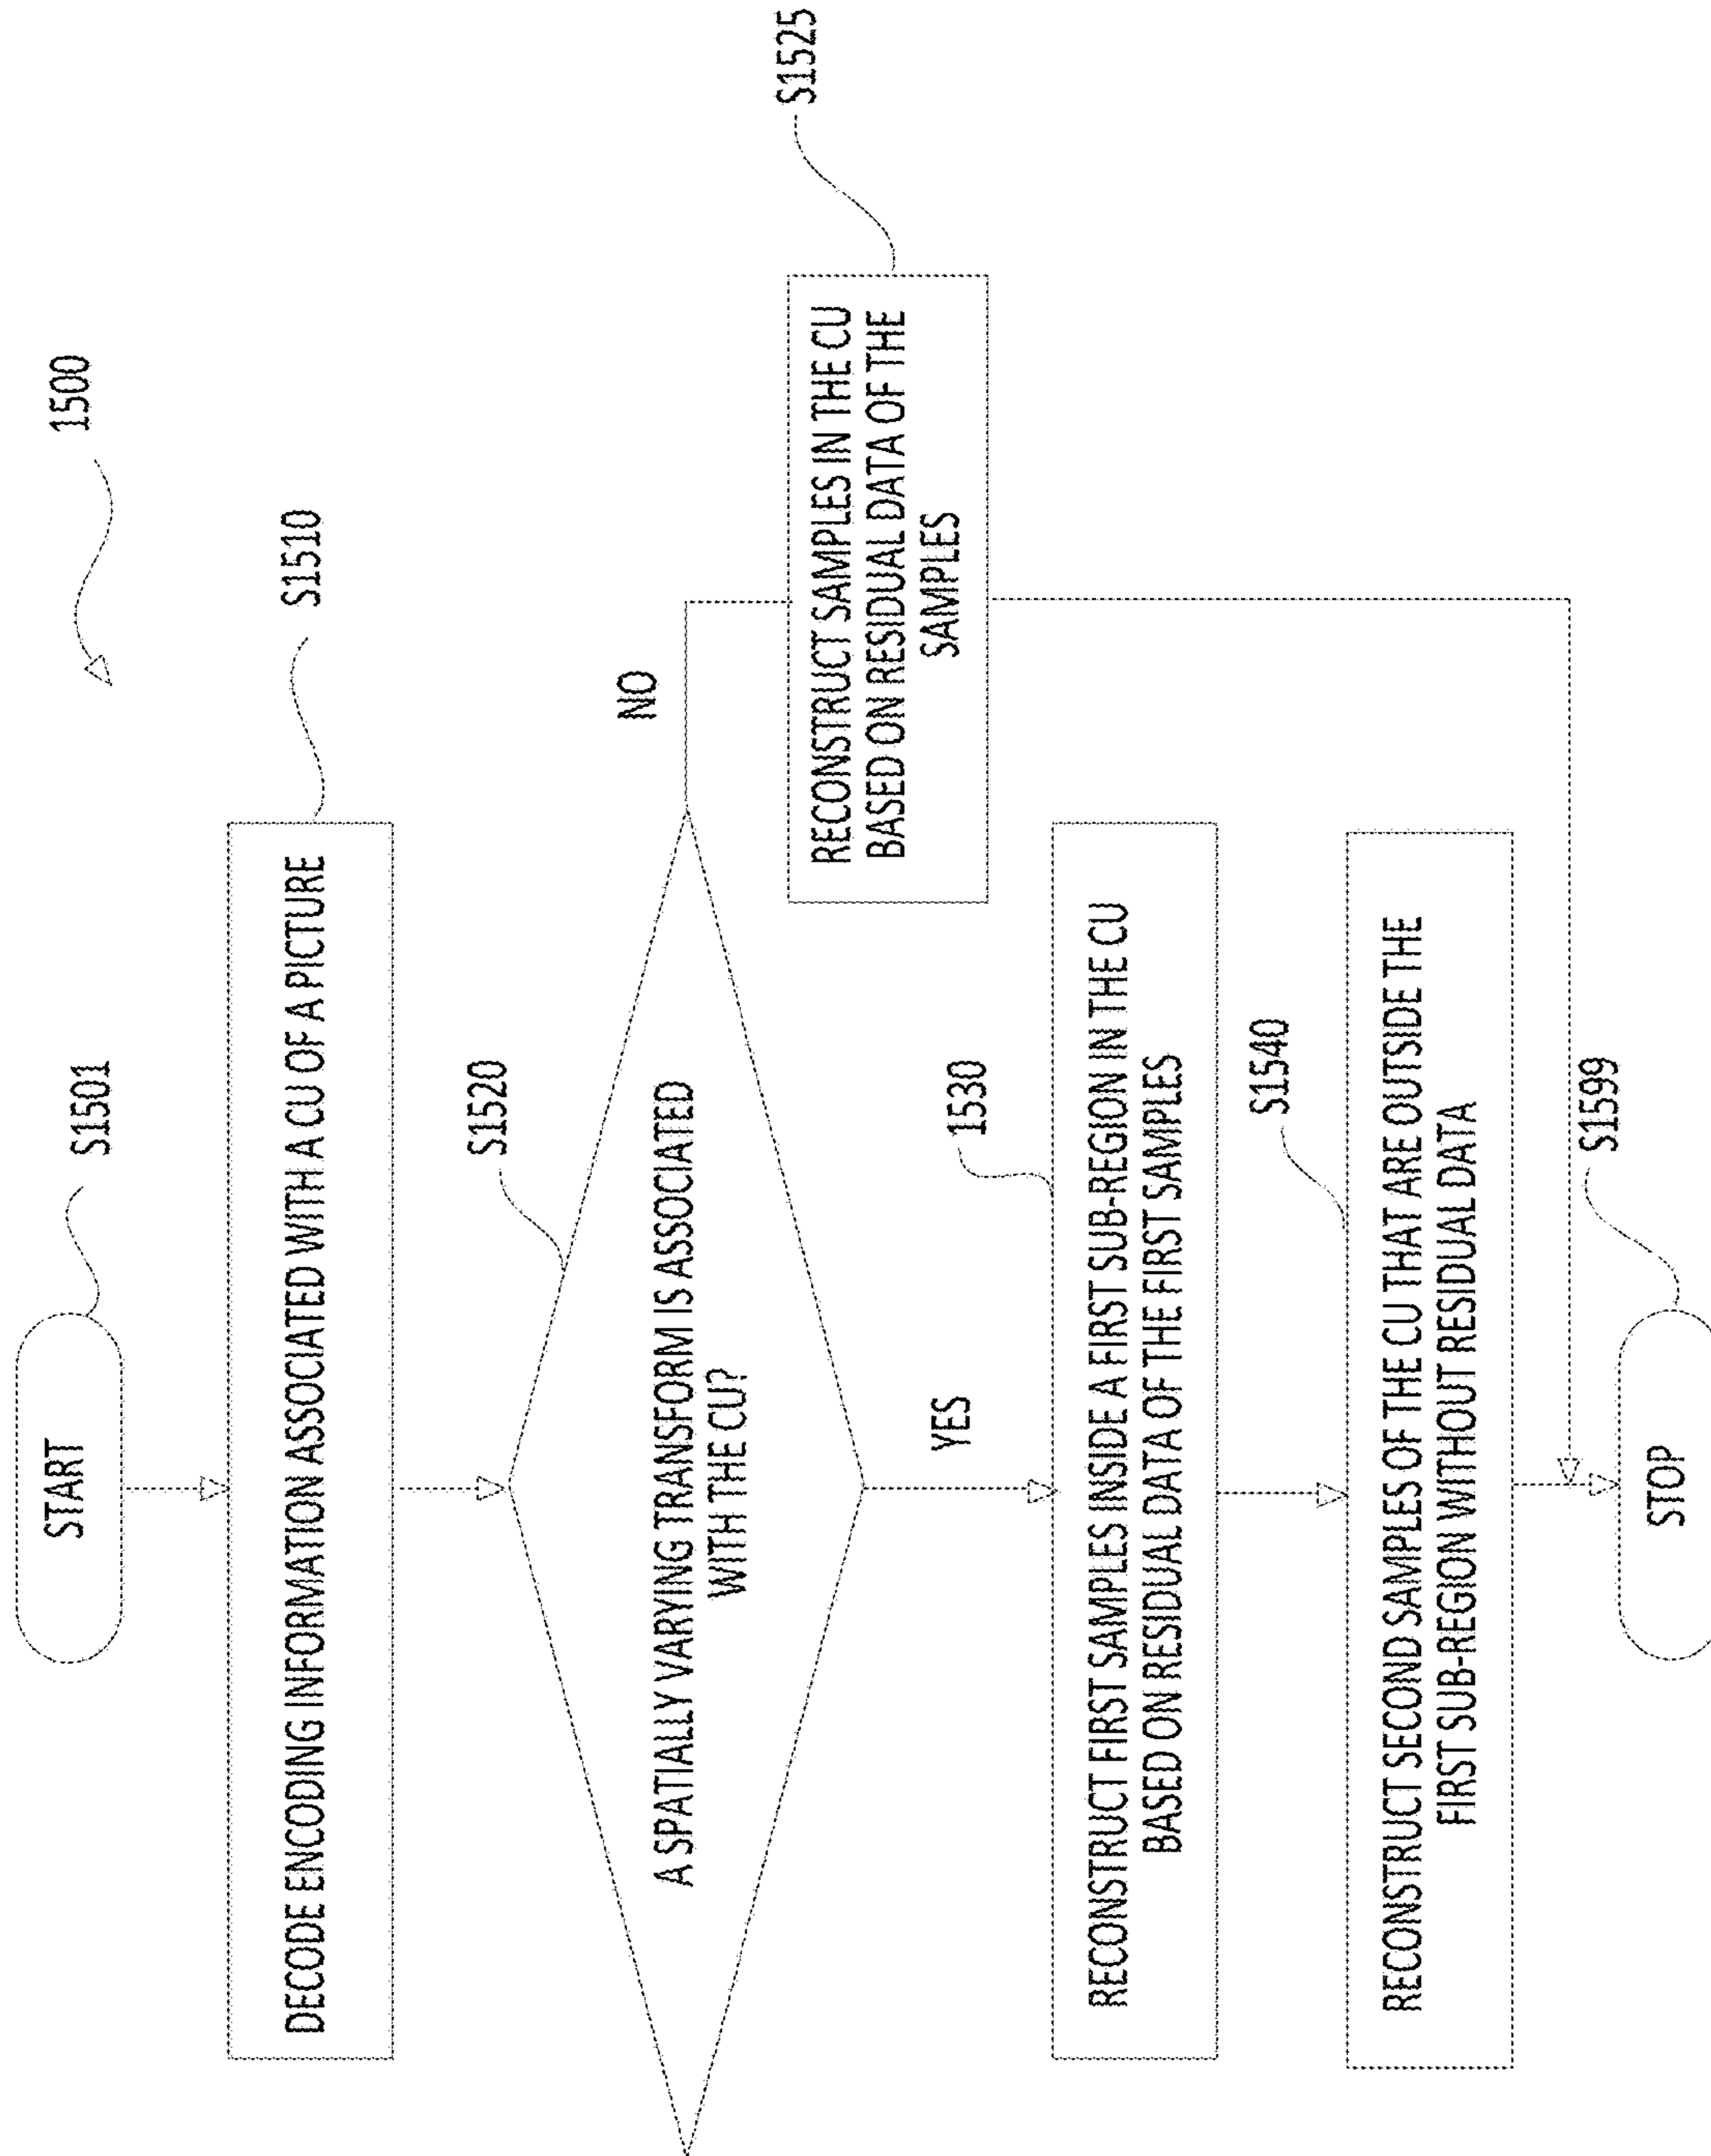 1500
START
S1501
DECODE ENCODING INFORMATION ASSOCIATED WITH A CU OF A PICTURE
S1510
S1520
A SPATIALLY VARYING TRANSFORM IS ASSOCIATED
WITH THE CU?
NO
S1525
RECONSTRUCT SAMPLES IN THE CU
BASED ON RESIDUAL DATA OF THE
SAMPLES
YES
1530
RECONSTRUCT FIRST SAMPLES INSIDE A FIRST SUB-REGION IN THE CU
BASED ON RESIDUAL DATA OF THE FIRST SAMPLES
S1540
RECONSTRUCT SECOND SAMPLES OF THE CU THAT ARE OUTSIDE THE
FIRST SUB-REGION WITHOUT RESIDUAL DATA
S1599
STOP